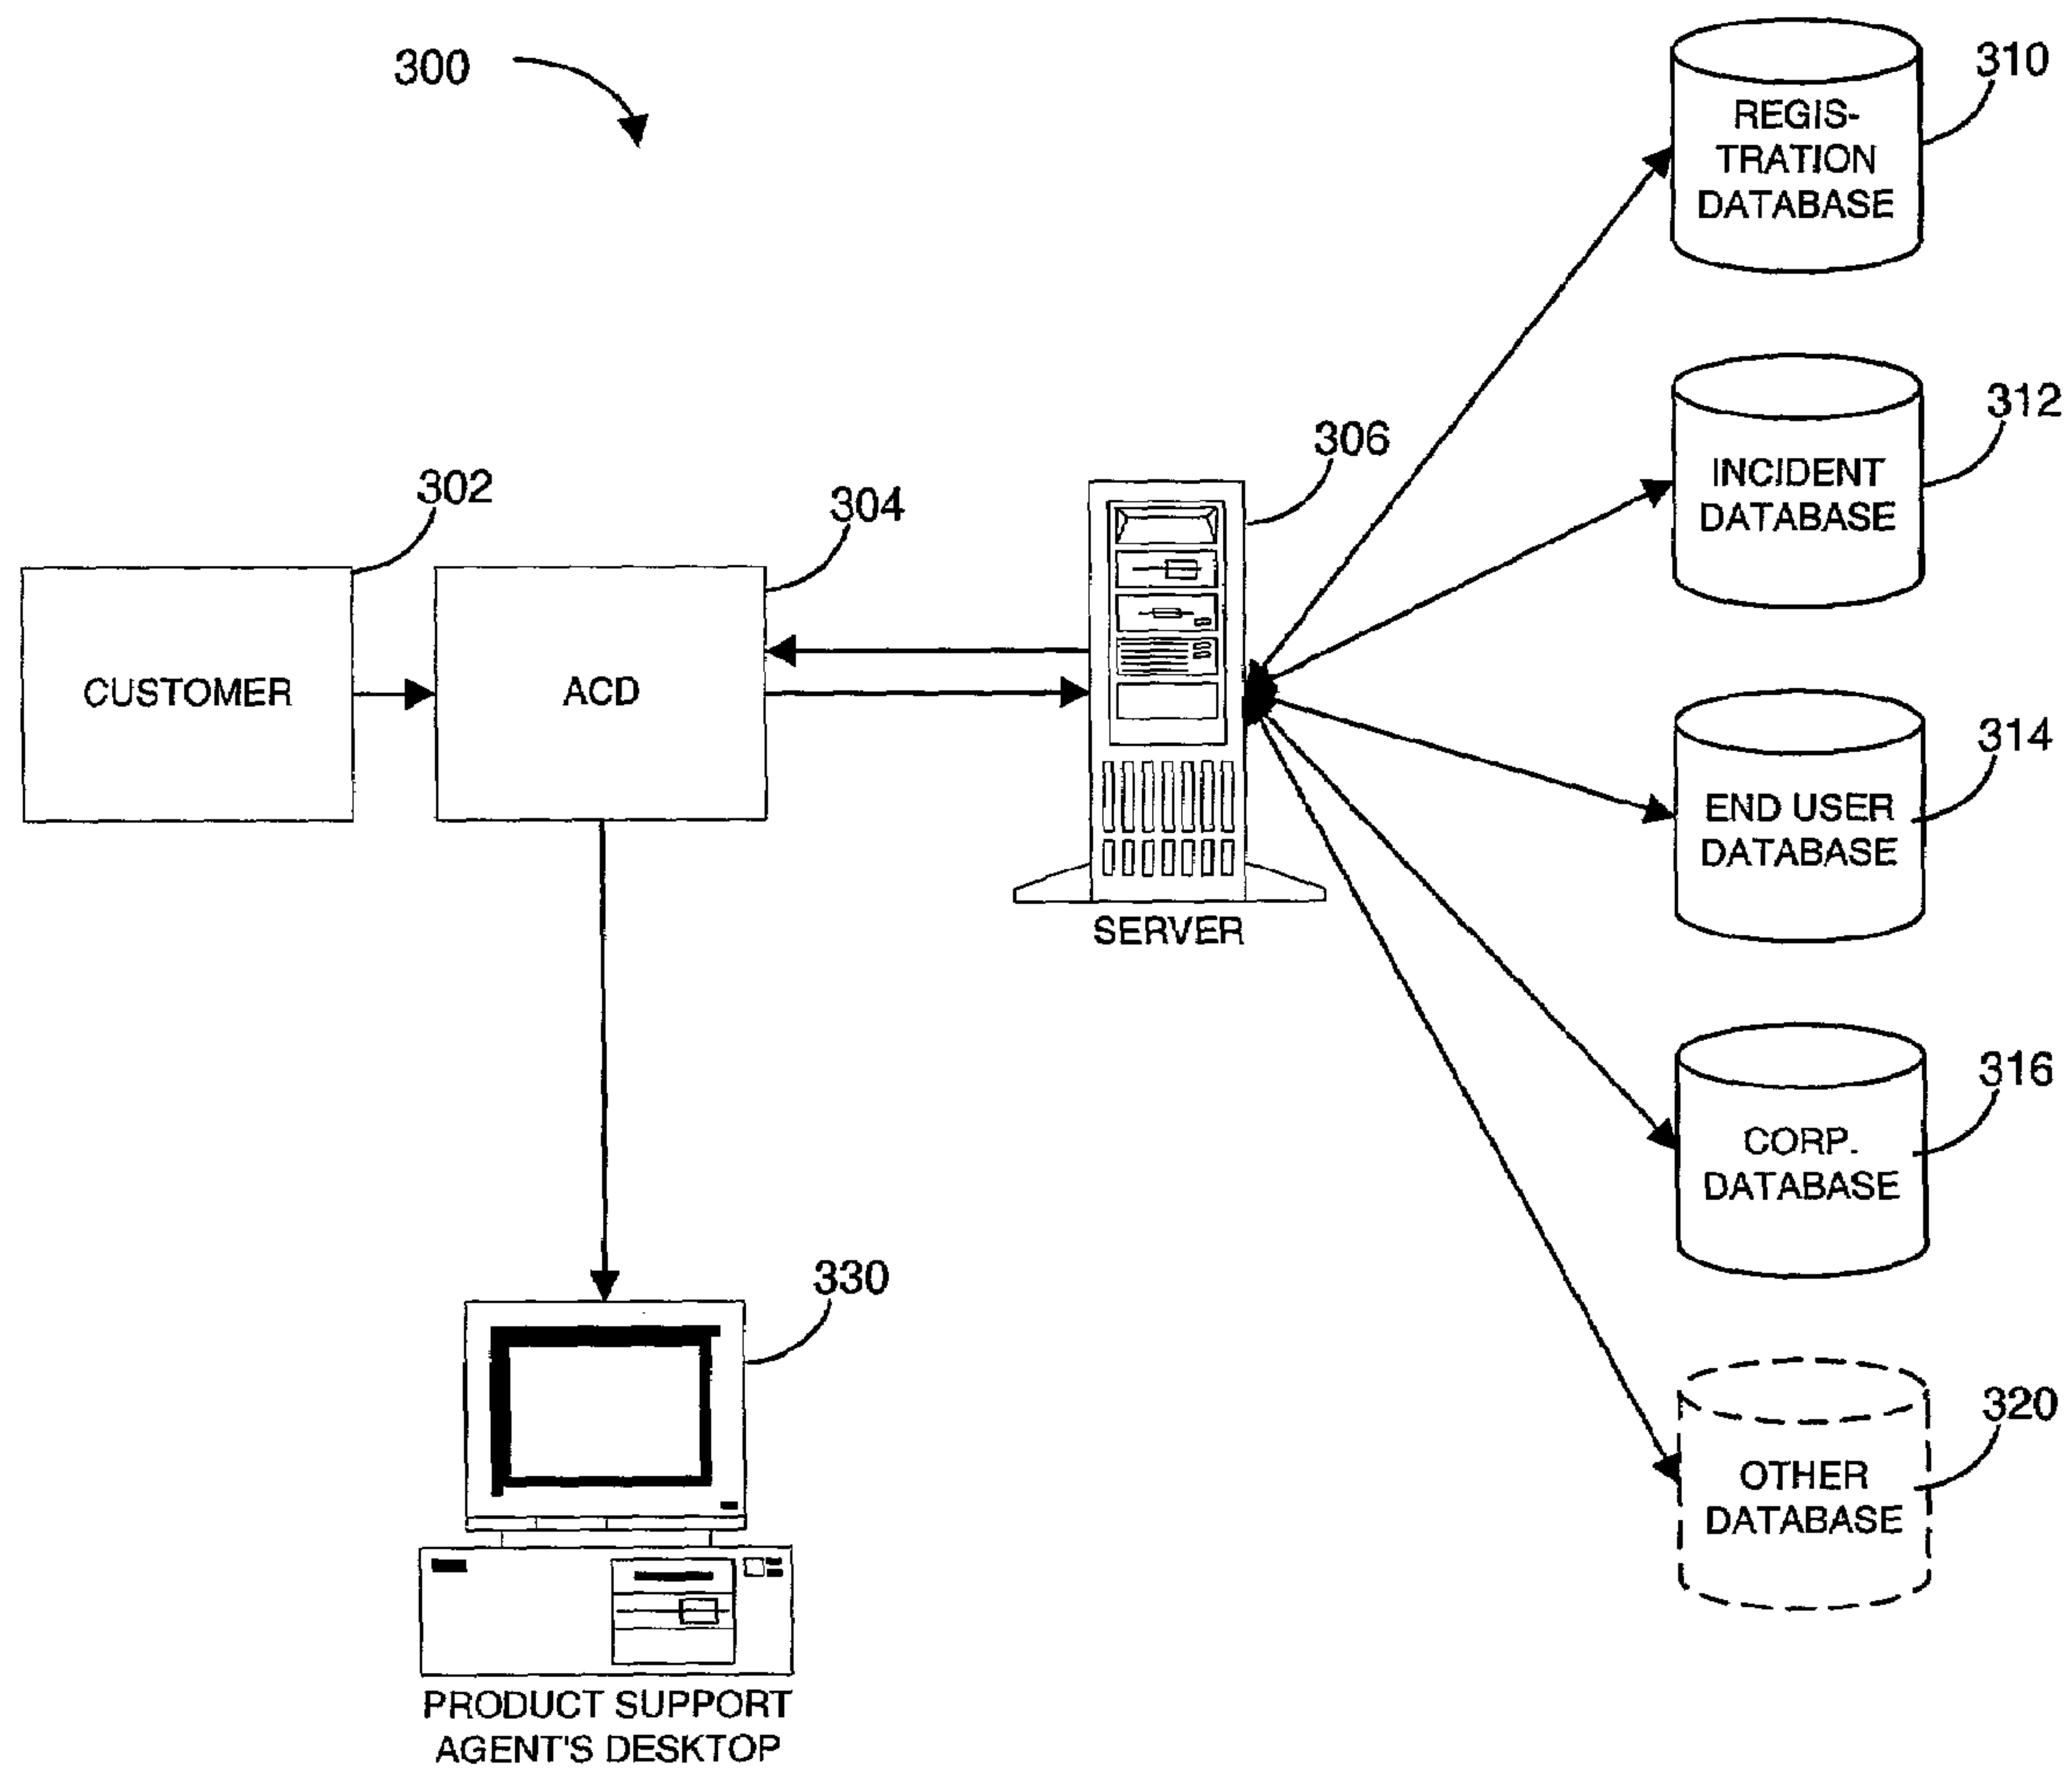 300
310
REGIS-
TRATION
DATABASE
312
INCIDENT
DATABASE
306
302
304
CUSTOMER
ACD
314
END USER
DATABASE
SERVER
316
CORP.
DATABASE
330
320
OTHER
DATABASE
PRODUCT SUPPORT
AGENT'S DESKTOP